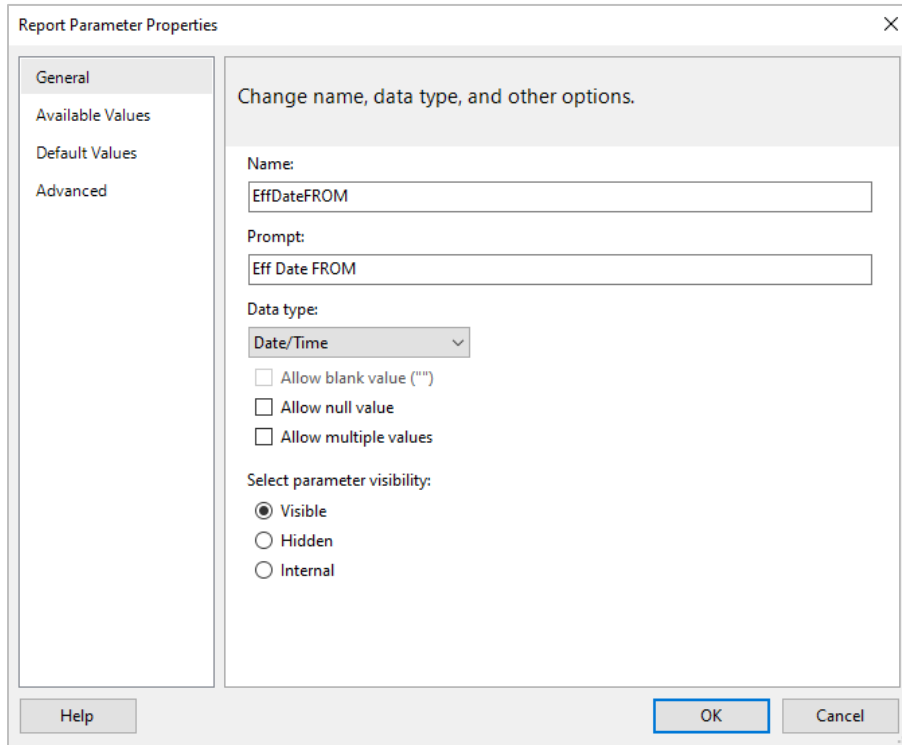 Report Parameter Properties
General
Available Values
Default Values
Advanced
Change name, data type, and other options.
Name:
EffDateFROM
Prompt:
Eff Date FROM
Data type:
Date/Time
Allow blank value ("")
Allow null value
Allow multiple values
Select parameter visibility:
Visible
Hidden
Internal
Help
OK
Cancel